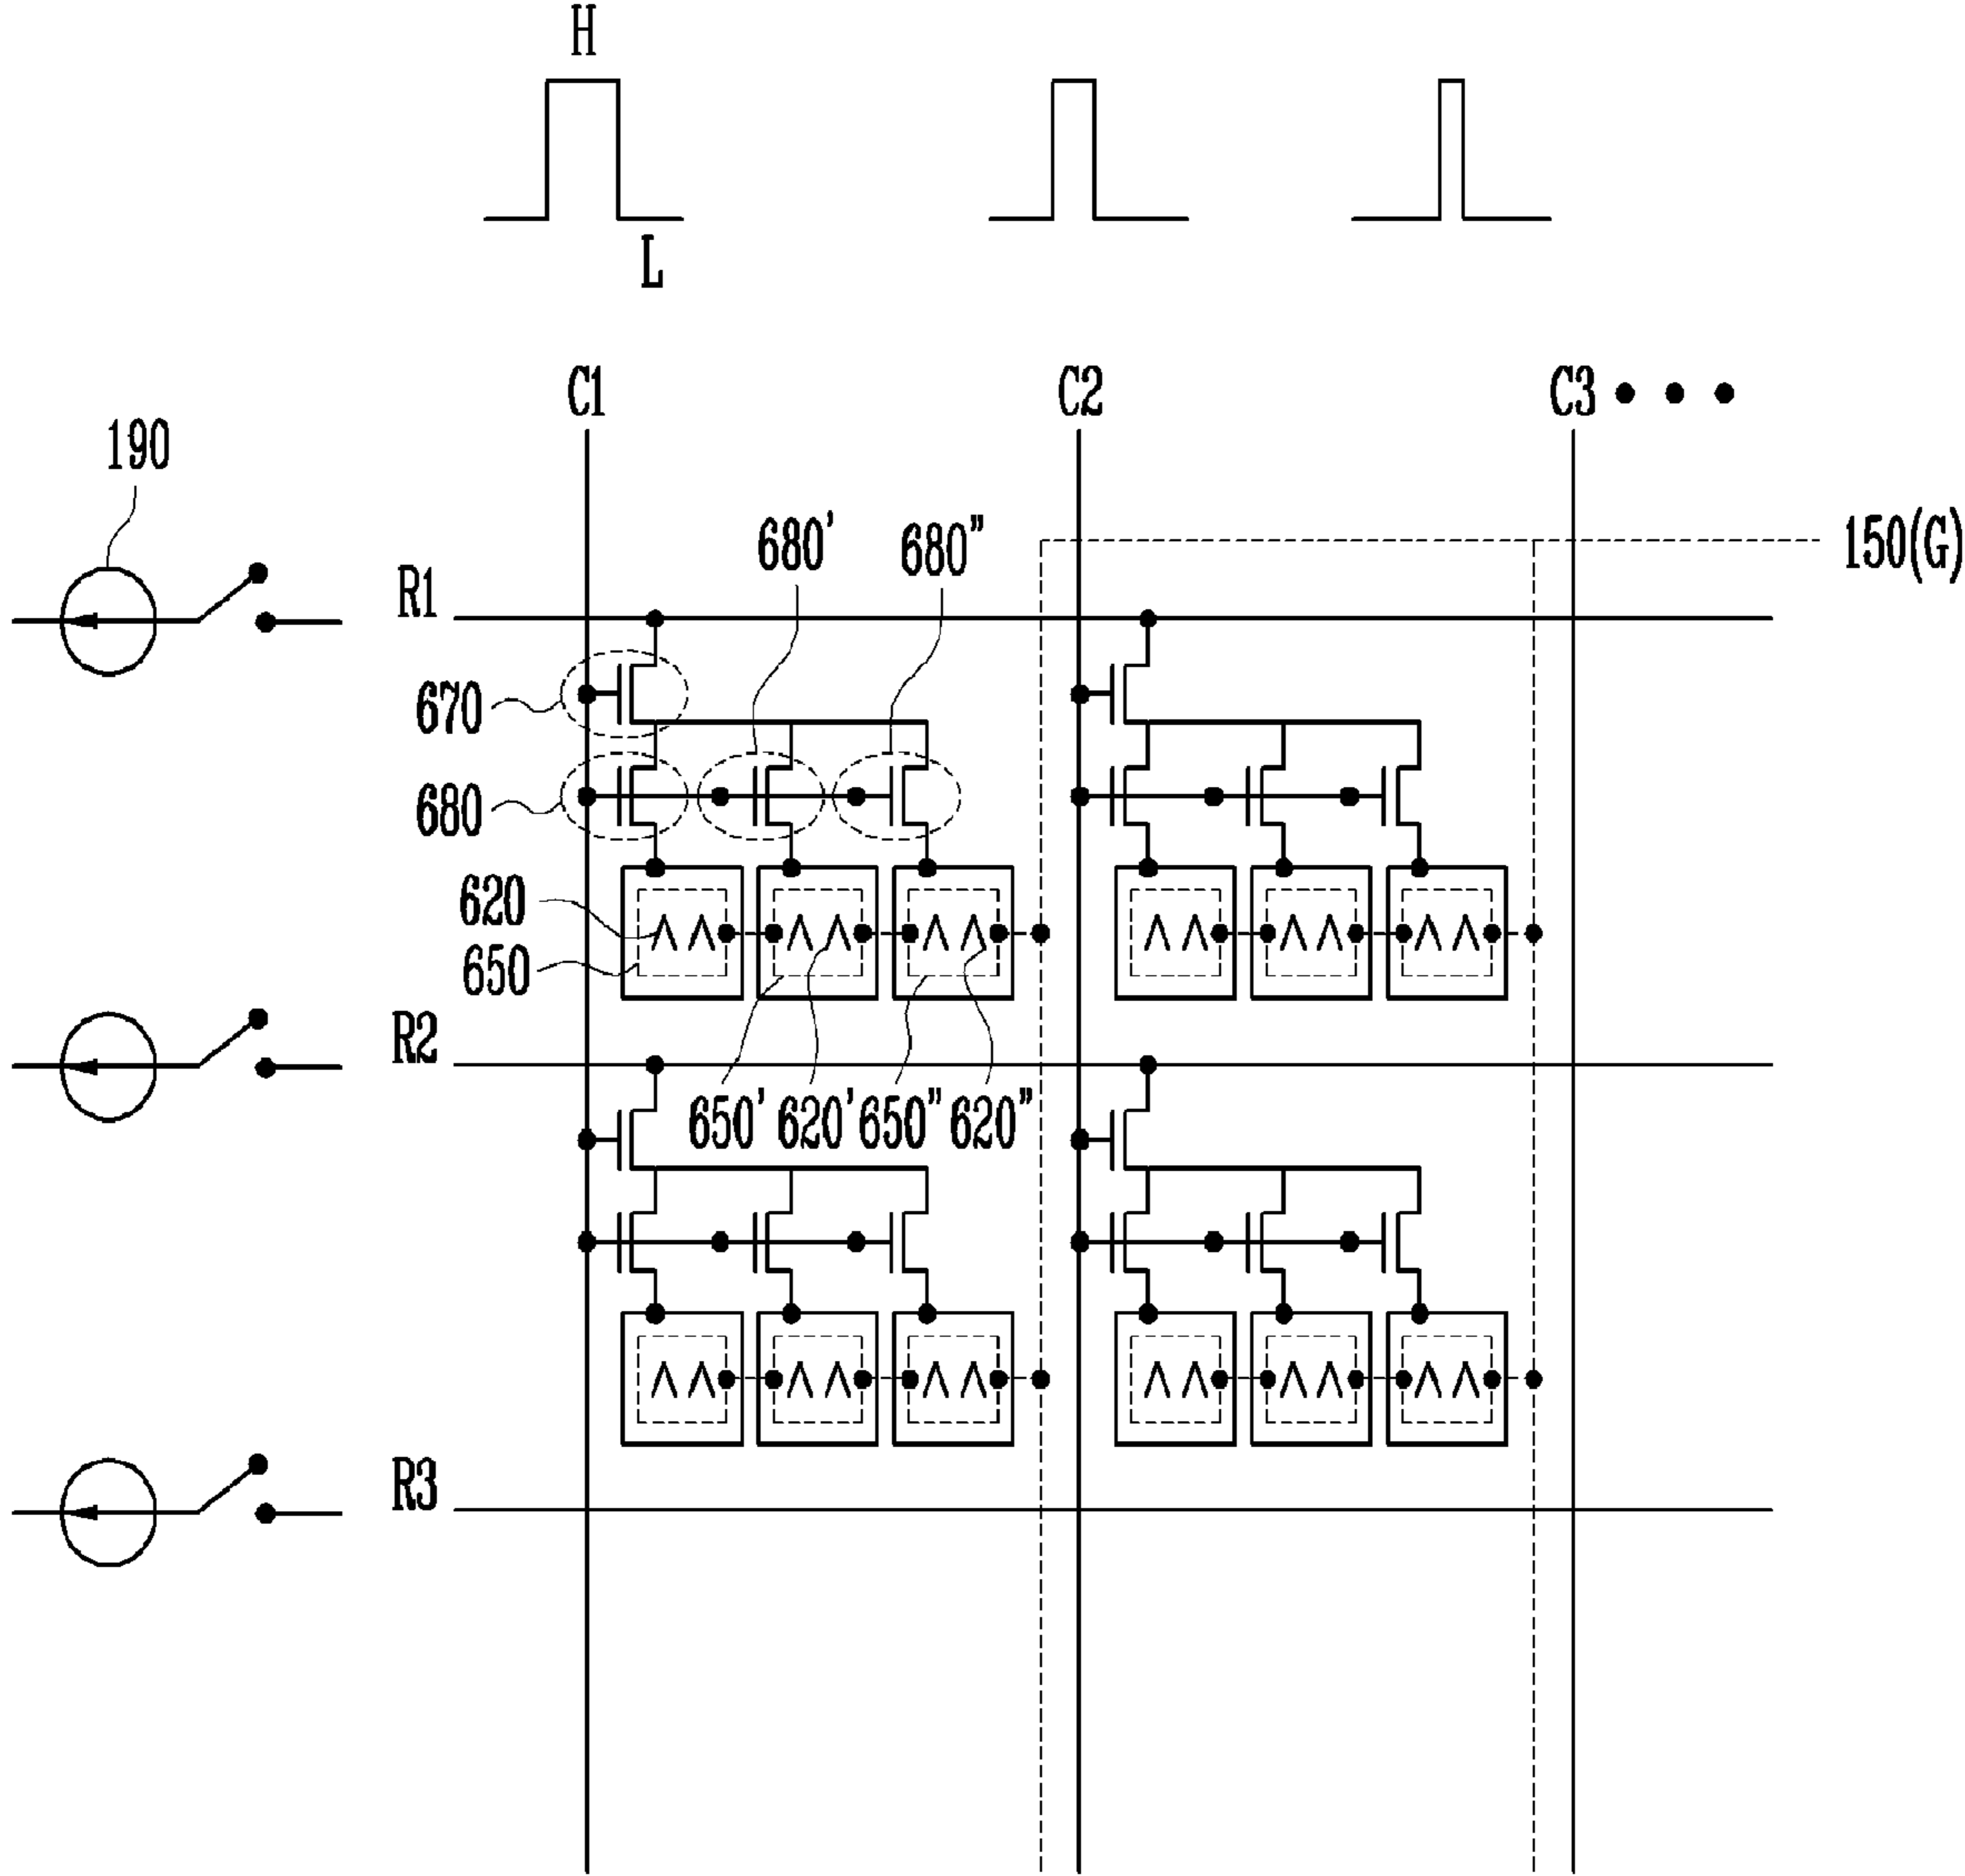 H
L
C1 C2 C3 • • •
190
680' 680" 150(G)
R1
670
680
620
650
R2
650' 620' 650" 620"
R3